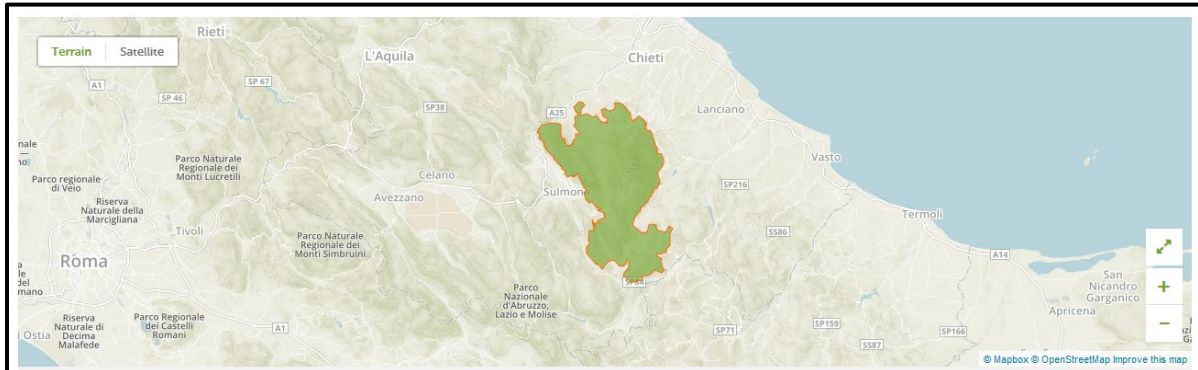 Rieti
Terrain
Satellite
L'Aquila
Chieti
A1
SP 67
SP 46
SP38
A25
Lanciano
Parco Naturale
Regionale dei
Monti Lucretili
Vasto
Parco regionale
di Veio
Celano
Avezzano
Sulmona
SP216
Riserva
Naturale della
Marcigliana
Tivoli
Termoli
Parco Naturale
Regionale dei
Monti Simbruini
SS86
Roma
A14
San
Nicandro
Garganico
SP84
Parco
Nazionale
d'Abruzzo,
Lazio e Molise
Apricena
Riserva
Naturale di
Decima
Malafede
Parco Regionale
dei Castelli
Romani
Ostia
A1
SP71
SP159
SP166
SS87
© Mapbox © OpenStreetMap Improve this map